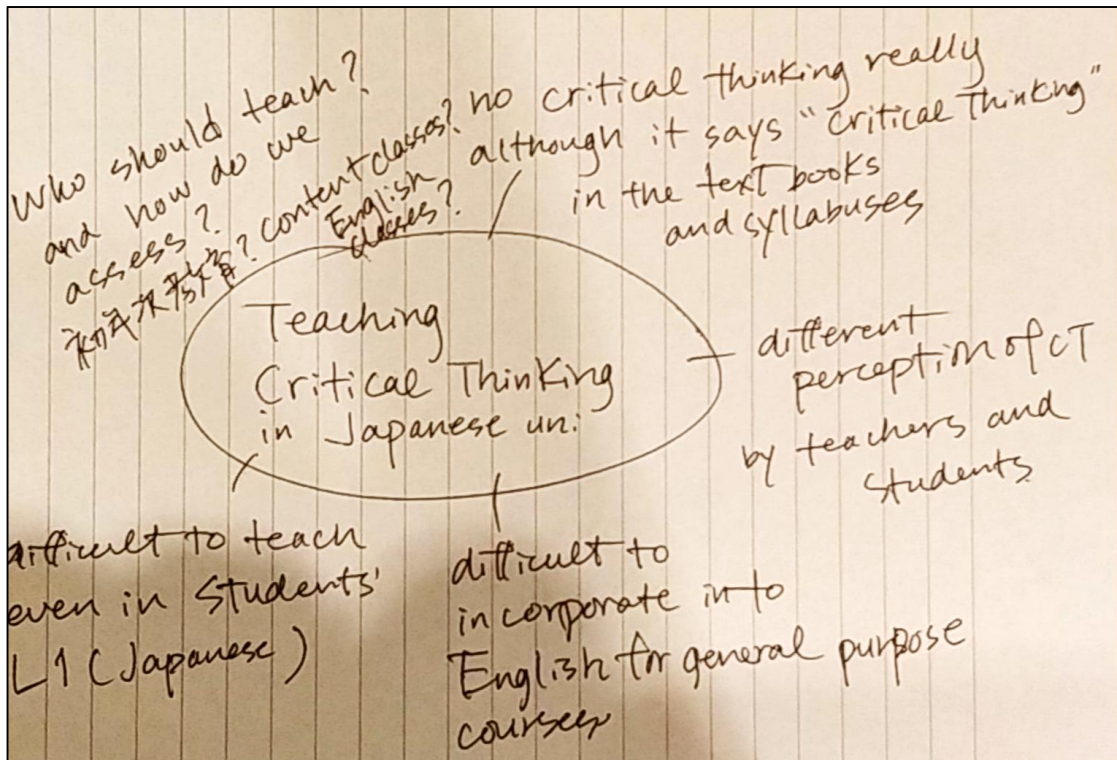 Who should teach?
and how do we
assess?
初年次教育? content classes?
English
classes?
no critical thinking really
although it says "Critical Thinking"
in the text books
and syllabuses
Teaching
Critical Thinking
in Japanese uni
different
perception of CT
by teachers and
students
difficult to teach
even in Students'
L1 (Japanese)
difficult to
incorporate into
English for general purpose
courses